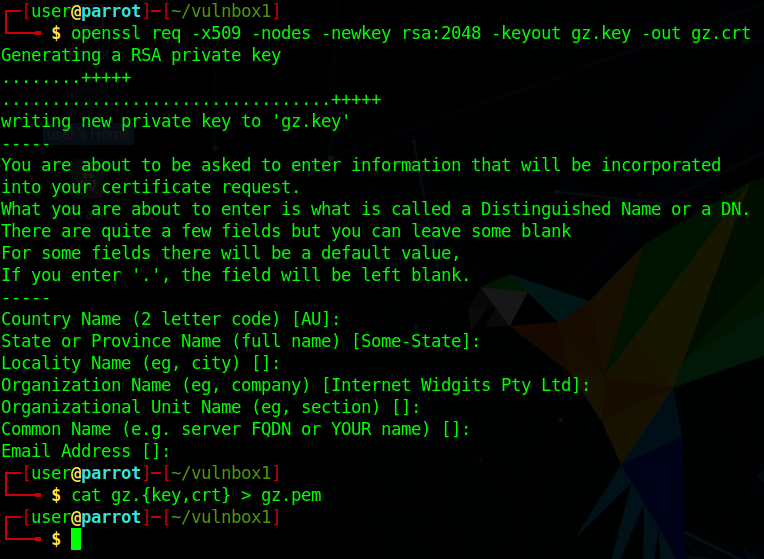 ┌─[user@parrot]─[~/vulnbox1]
└──╼ $ openssl req -x509 -nodes -newkey rsa:2048 -keyout gz.key -out gz.crt
Generating a RSA private key
........+++++
.................................+++++
writing new private key to 'gz.key'
-----
You are about to be asked to enter information that will be incorporated
into your certificate request.
What you are about to enter is what is called a Distinguished Name or a DN.
There are quite a few fields but you can leave some blank
For some fields there will be a default value,
If you enter '.', the field will be left blank.
-----
Country Name (2 letter code) [AU]:
State or Province Name (full name) [Some-State]:
Locality Name (eg, city) []:
Organization Name (eg, company) [Internet Widgits Pty Ltd]:
Organizational Unit Name (eg, section) []:
Common Name (e.g. server FQDN or YOUR name) []:
Email Address []:
┌─[user@parrot]─[~/vulnbox1]
└──╼ $ cat gz.{key,crt} > gz.pem
┌─[user@parrot]─[~/vulnbox1]
└──╼ $
user's Home